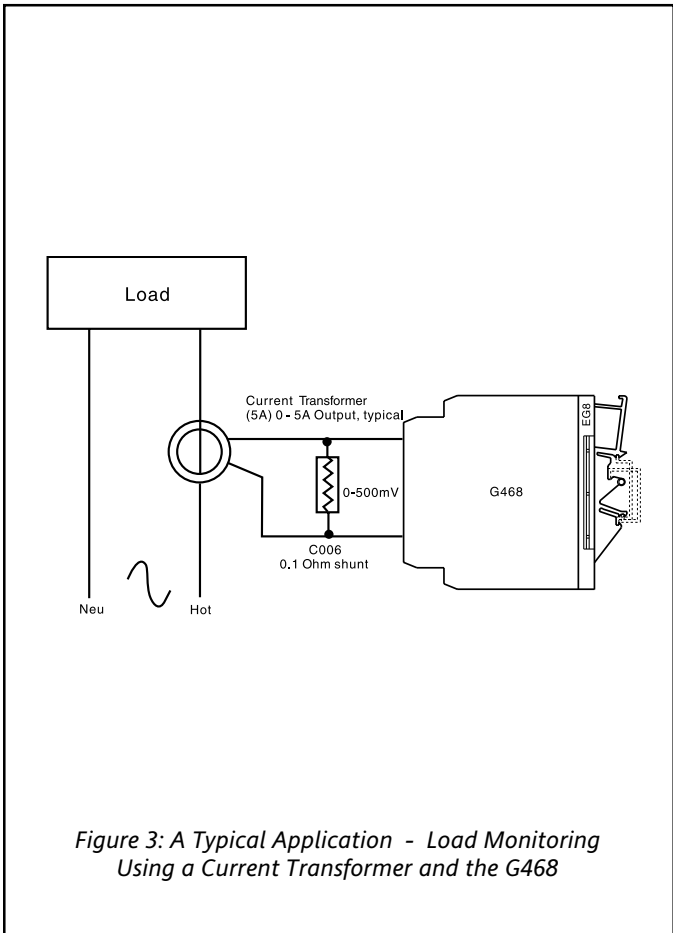 Load
Current Transformer
(5A) 0 - 5A Output, typical
EG8
0-500mV
G468
C006
0.1 Ohm shunt
Neu
Hot
Figure 3: A Typical Application - Load Monitoring
Using a Current Transformer and the G468